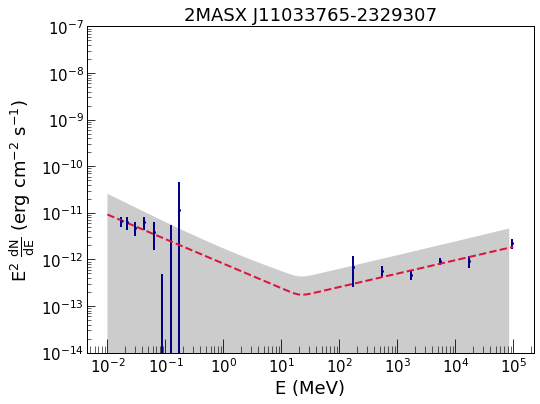 2MASX J11033765-2329307
E² dN/dE (erg cm⁻² s⁻¹)
10⁻⁷
10⁻⁸
10⁻⁹
10⁻¹⁰
10⁻¹¹
10⁻¹²
10⁻¹³
10⁻¹⁴
10⁻² 10⁻¹ 10⁰ 10¹ 10² 10³ 10⁴ 10⁵
E (MeV)